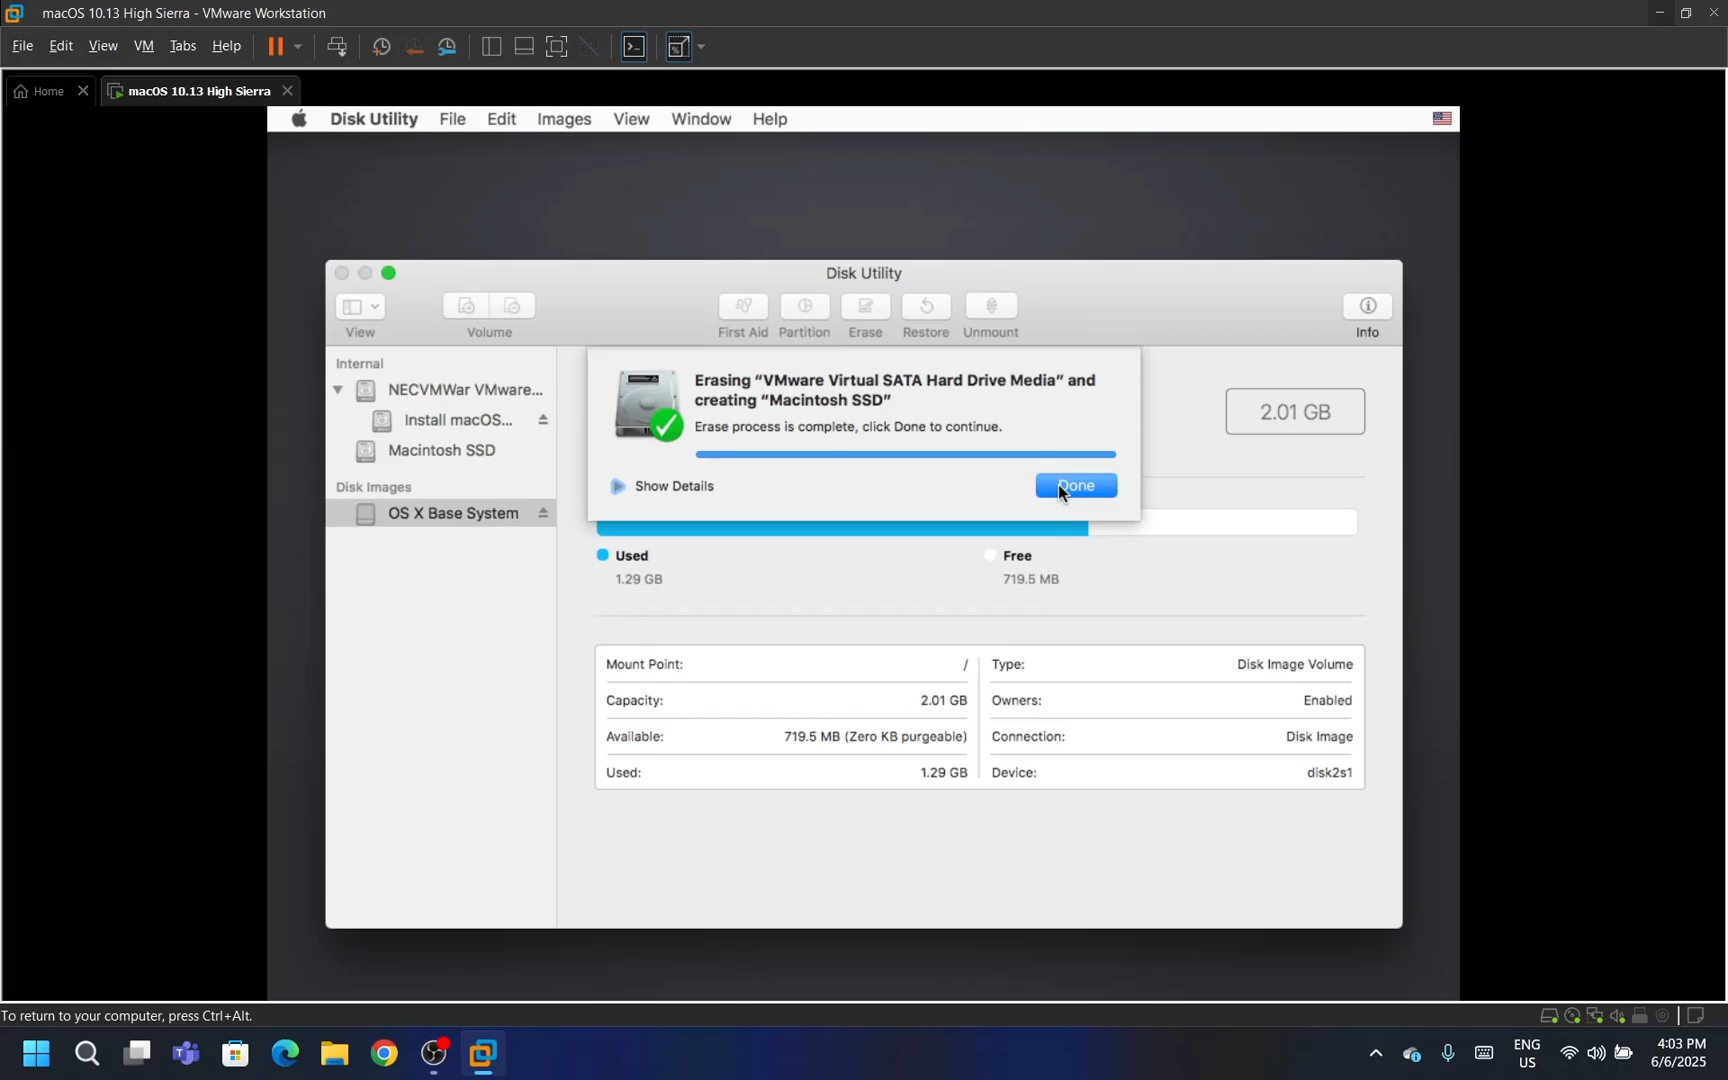 macOS 10.13 High Sierra - VMware Workstation
File Edit View VM Tabs Help
Home macOS 10.13 High Sierra
Disk Utility File Edit Images View Window Help
Disk Utility
View Volume First Aid Partition Erase Restore Unmount Info
Internal
NECVMWar VMware...
Install macOS...
Macintosh SSD
Disk Images
OS X Base System
Erasing “VMware Virtual SATA Hard Drive Media” and
creating “Macintosh SSD”
Erase process is complete, click Done to continue.
Show Details
Done
2.01 GB
Used
1.29 GB
Free
719.5 MB
Mount Point: /
Type: Disk Image Volume
Capacity: 2.01 GB
Owners: Enabled
Available: 719.5 MB (Zero KB purgeable)
Connection: Disk Image
Used: 1.29 GB
Device: disk2s1
To return to your computer, press Ctrl+Alt.
ENG
US
4:03 PM
6/6/2025